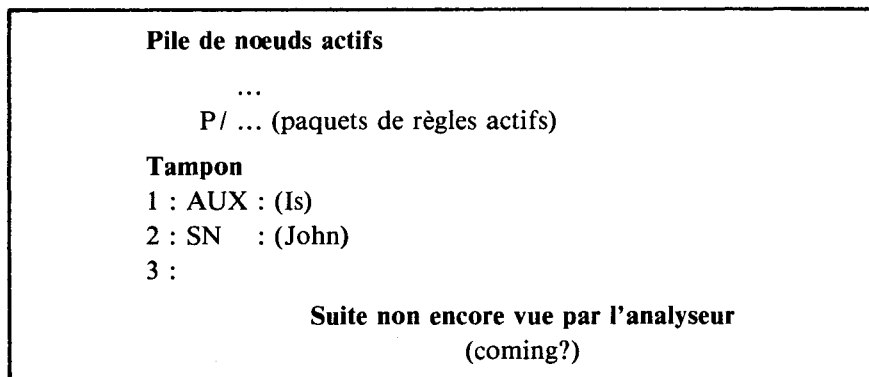 Pile de nœuds actifs
...
P/ ... (paquets de règles actifs)
Tampon
1 : AUX : (Is)
2 : SN : (John)
3 :
Suite non encore vue par l'analyseur
(coming?)